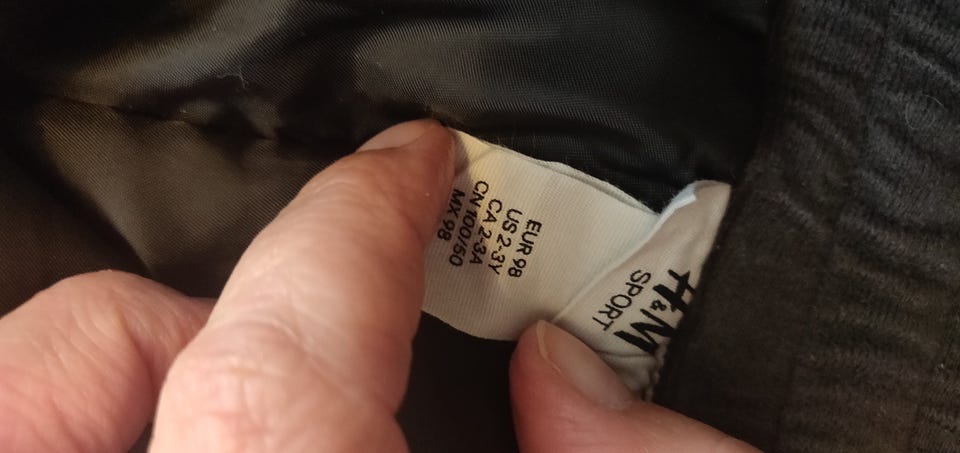 H&M
SPORT
EUR 98
US 2-3Y
CA 2-3A
CN 100/50
MX 98